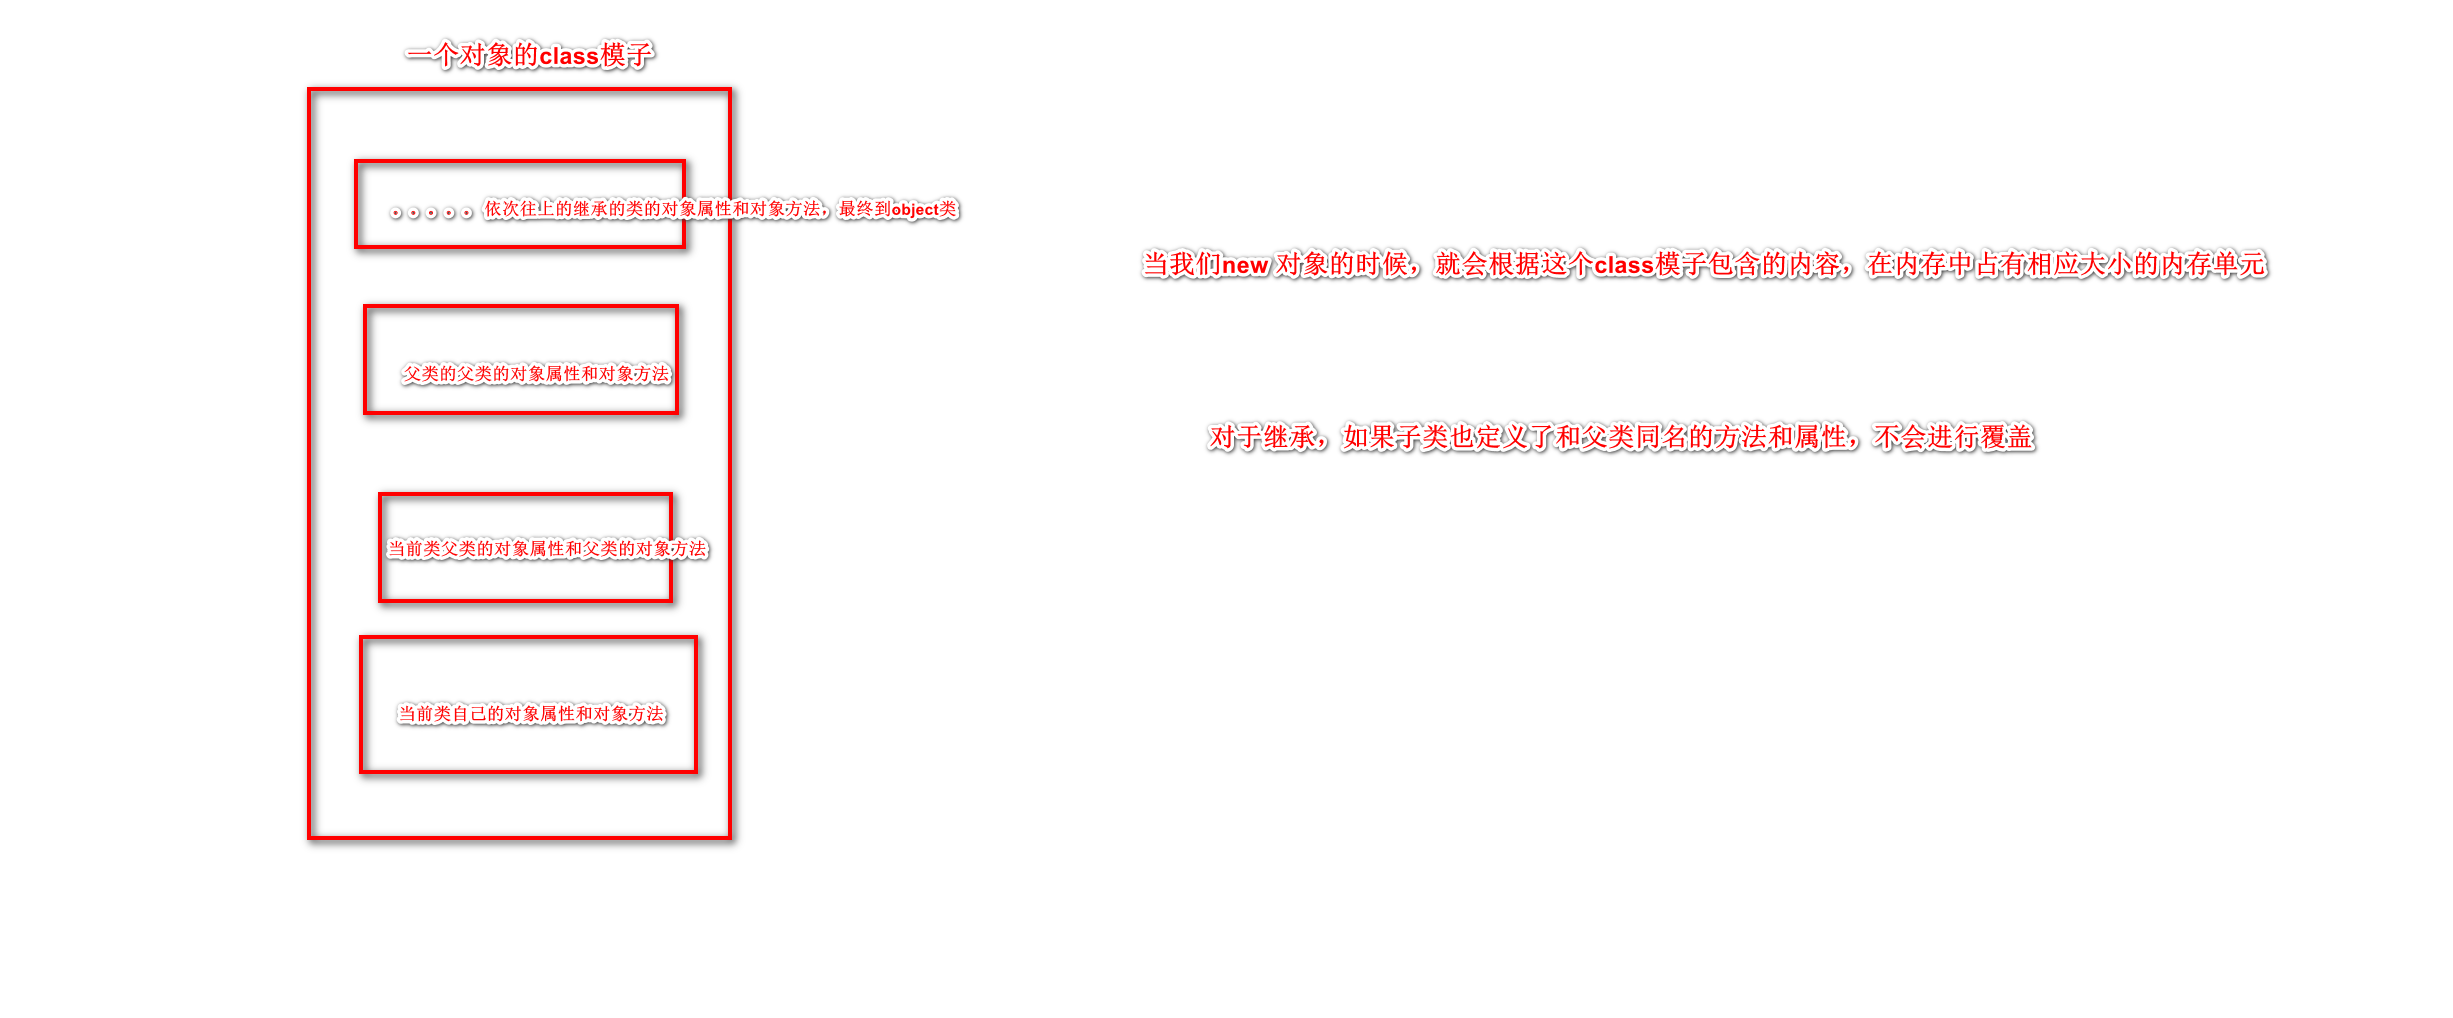 一个对象的class模子
。。。。。依次往上的继承的类的对象属性和对象方法，最终到object类
当我们new 对象的时候，就会根据这个class模子包含的内容，在内存中占有相应大小的内存单元
父类的父类的对象属性和对象方法
对于继承，如果子类也定义了和父类同名的方法和属性，不会进行覆盖
当前类父类的对象属性和父类的对象方法
当前类自己的对象属性和对象方法